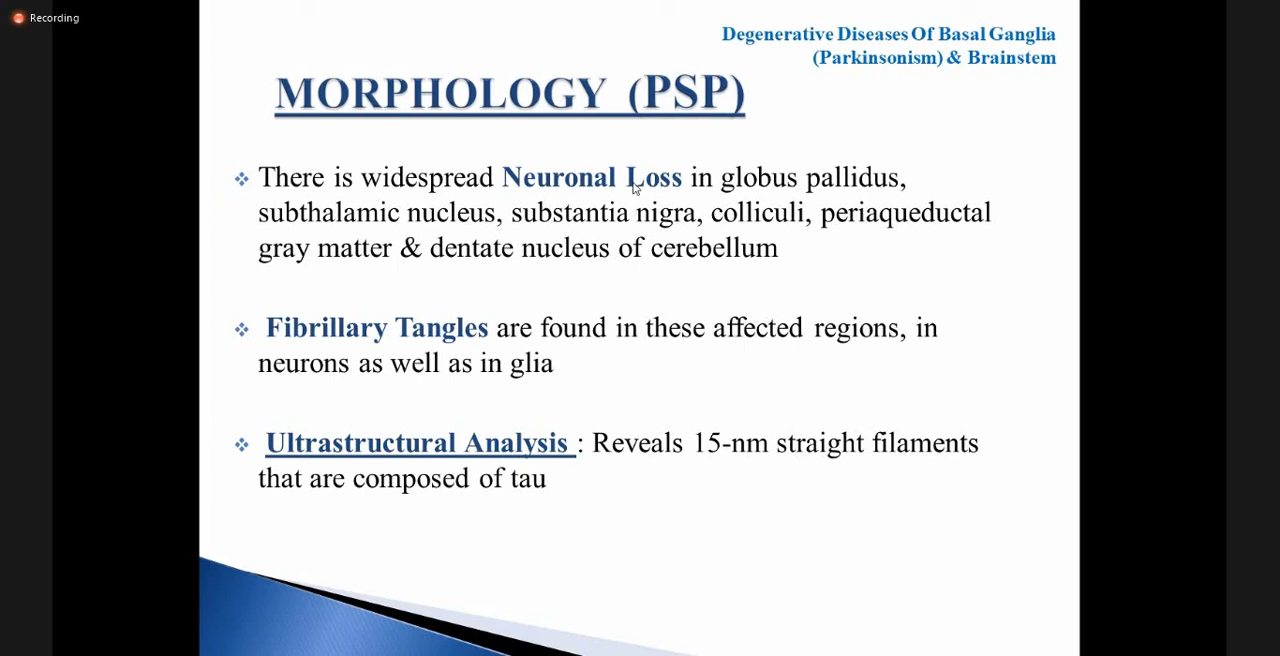 Recording
Degenerative Diseases Of Basal Ganglia
(Parkinsonism) & Brainstem
MORPHOLOGY (PSP)
There is widespread Neuronal Loss in globus pallidus,
subthalamic nucleus, substantia nigra, colliculi, periaqueductal
gray matter & dentate nucleus of cerebellum
Fibrillary Tangles are found in these affected regions, in
neurons as well as in glia
Ultrastructural Analysis : Reveals 15-nm straight filaments
that are composed of tau